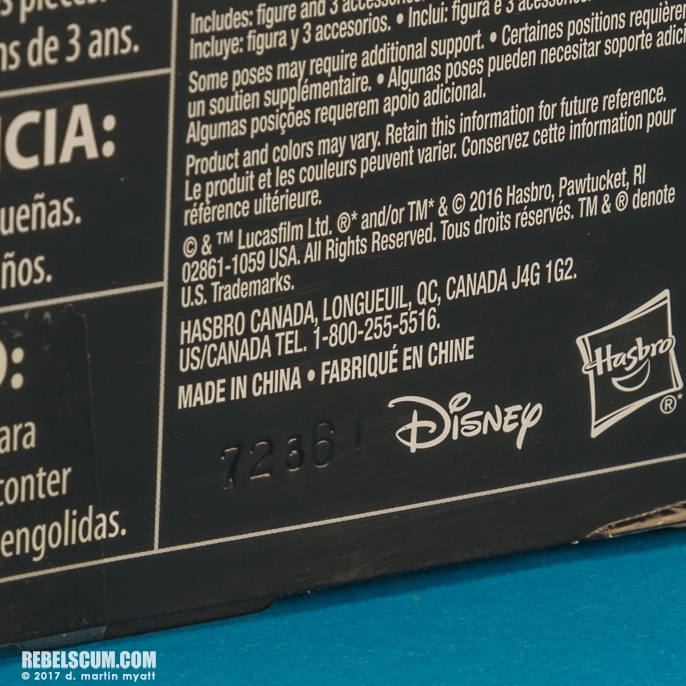 s pièces.
ns de 3 ans.
CIA:
ueñas.
ños.
:
ara
conter
engolidas.
Includes: figure and 3 accessories
Incluye: figura y 3 accesorios. • Inclui: figura e 3
Some poses may require additional support. • Certaines positions
un soutien supplémentaire. • Algunas poses pueden necesitar soporte
Algumas posições requerem apoio adicional.
Product and colors may vary. Retain this information for future reference.
Le produit et les couleurs peuvent varier. Conservez cette information pour
référence ultérieure.
© & ™ Lucasfilm Ltd. ®* and/or TM* & © 2016 Hasbro, Pawtucket, RI
02861-1059 USA. All Rights Reserved. Tous droits réservés. TM & ® denote
U.S. Trademarks.
HASBRO CANADA, LONGUEUIL, QC, CANADA J4G 1G2.
US/CANADA TEL. 1-800-255-5516.
MADE IN CHINA • FABRIQUÉ EN CHINE
Disney
Hasbro
®*
72361
REBELSCUM.COM
© 2017 d. martin myatt